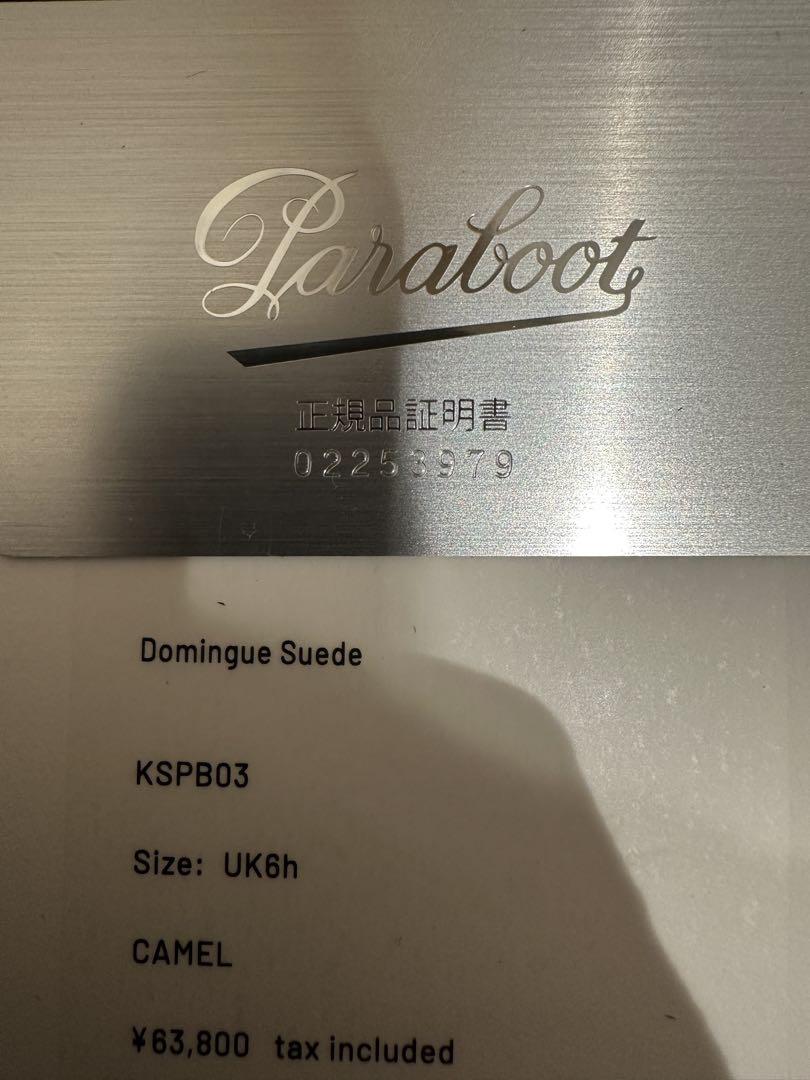 Paraboot
正規品証明書
02253979
Domingue Suede
KSPB03
Size: UK6h
CAMEL
¥63,800 tax included